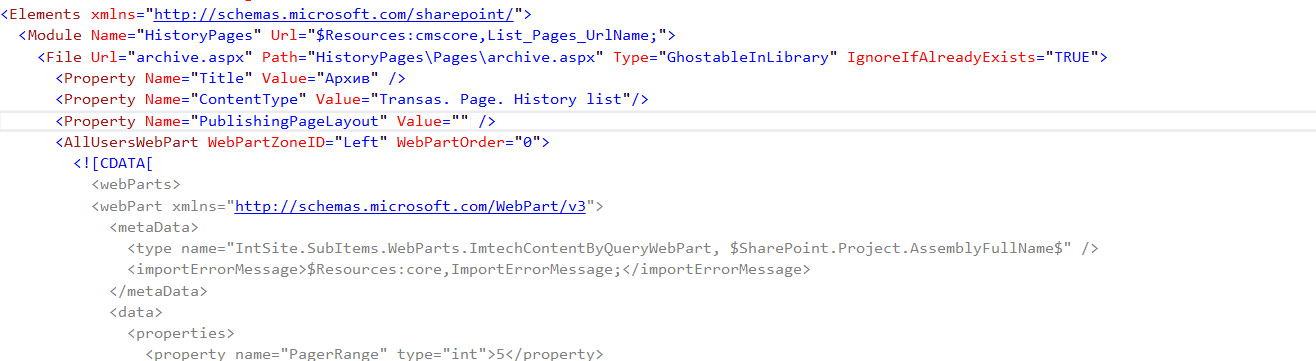 <Elements xmlns="http://schemas.microsoft.com/sharepoint/">
<Module Name="HistoryPages" Url="$Resources:cmscore,List_Pages_UrlName;">
<File Url="archive.aspx" Path="HistoryPages\Pages\archive.aspx" Type="GhostableInLibrary" IgnoreIfAlreadyExists="TRUE">
<Property Name="Title" Value="Архив" />
<Property Name="ContentType" Value="Transas. Page. History list"/>
<Property Name="PublishingPageLayout" Value="" />
<AllUsersWebPart WebPartZoneID="Left" WebPartOrder="0">
<![CDATA[
<webParts>
<webPart xmlns="http://schemas.microsoft.com/WebPart/v3">
<metaData>
<type name="IntSite.SubItems.WebParts.ImtechContentByQueryWebPart, $SharePoint.Project.AssemblyFullName$" />
<importErrorMessage>$Resources:core,ImportErrorMessage;</importErrorMessage>
</metaData>
<data>
<properties>
<property name="PagerRange" type="int">5</property>